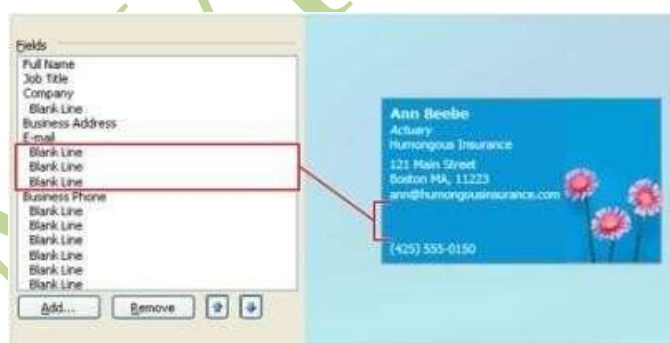 Fields
Full Name
Job Title
Company
Blank Line
Business Address
E-mail
Blank Line
Blank Line
Blank Line
Business Phone
Blank Line
Blank Line
Blank Line
Blank Line
Blank Line
Blank Line
Add...
Remove
Ann Beebe
Actuary
Humongous Insurance
121 Main Street
Boston MA, 11223
ann@humongousinsurance.com
(425) 555-0150